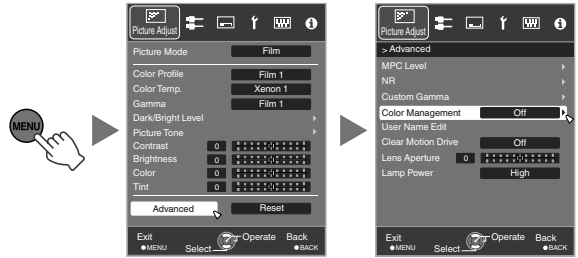 MENU
Picture Adjust
Picture Mode Film
Color Profile Film 1
Color Temp. Xenon 1
Gamma Film 1
Dark/Bright Level
Picture Tone
Contrast 0
Brightness 0
Color 0
Tint 0
Advanced Reset
Exit Operate Back
MENU Select BACK
Picture Adjust
> Advanced
MPC Level
NR
Custom Gamma
Color Management Off
User Name Edit
Clear Motion Drive Off
Lens Aperture 0
Lamp Power High
Exit Operate Back
MENU Select BACK